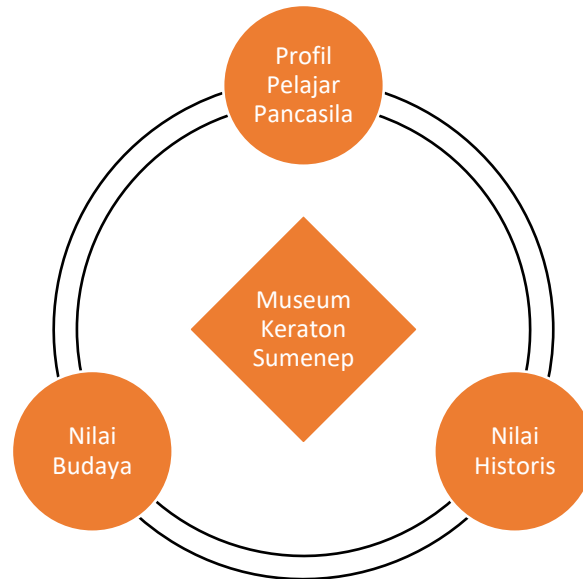 Profil
Pelajar
Pancasila
Museum
Keraton
Sumenep
Nilai
Budaya
Nilai
Historis